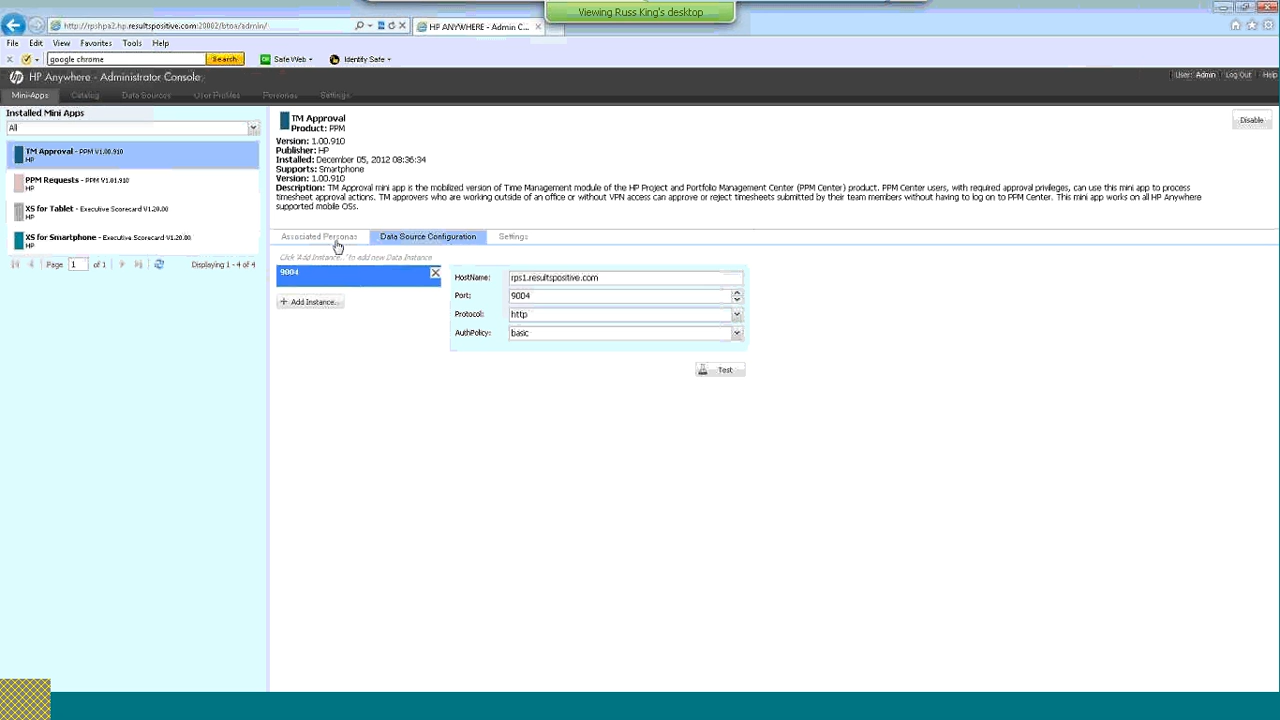 Viewing Russ King's desktop
http://rpshpa2.hp.resultspositive.com:20002/btoa/admin/
HP ANYWHERE - Admin C...
File Edit View Favorites Tools Help
google chrome Search Safe Web Identity Safe
hp HP Anywhere - Administrator Console
User: Admin Log Out Help
Mini-Apps Catalog Data Sources User Profiles Personas Settings
Installed Mini Apps
All
TM Approval - PPM V1.00.910
HP
PPM Requests - PPM V1.01.910
HP
XS for Tablet - Executive Scorecard V1.20.00
HP
XS for Smartphone - Executive Scorecard V1.20.00
HP
Page 1 of 1 Displaying 1 - 4 of 4
TM Approval
Product: PPM
Disable
Version: 1.00.910
Publisher: HP
Installed: December 05, 2012 08:36:34
Supports: Smartphone
Version: 1.00.910
Description: TM Approval mini app is the mobilized version of Time Management module of the HP Project and Portfolio Management Center (PPM Center) product. PPM Center users, with required approval privileges, can use this mini app to process
timesheet approval actions. TM approvers who are working outside of an office or without VPN access can approve or reject timesheets submitted by their team members without having to log on to PPM Center. This mini app works on all HP Anywhere
supported mobile OSs.
Associated Personas Data Source Configuration Settings
Click 'Add Instance...' to add new Data Instance
9004
+ Add Instance...
HostName: rps1.resultspositive.com
Port: 9004
Protocol: http
AuthPolicy: basic
Test